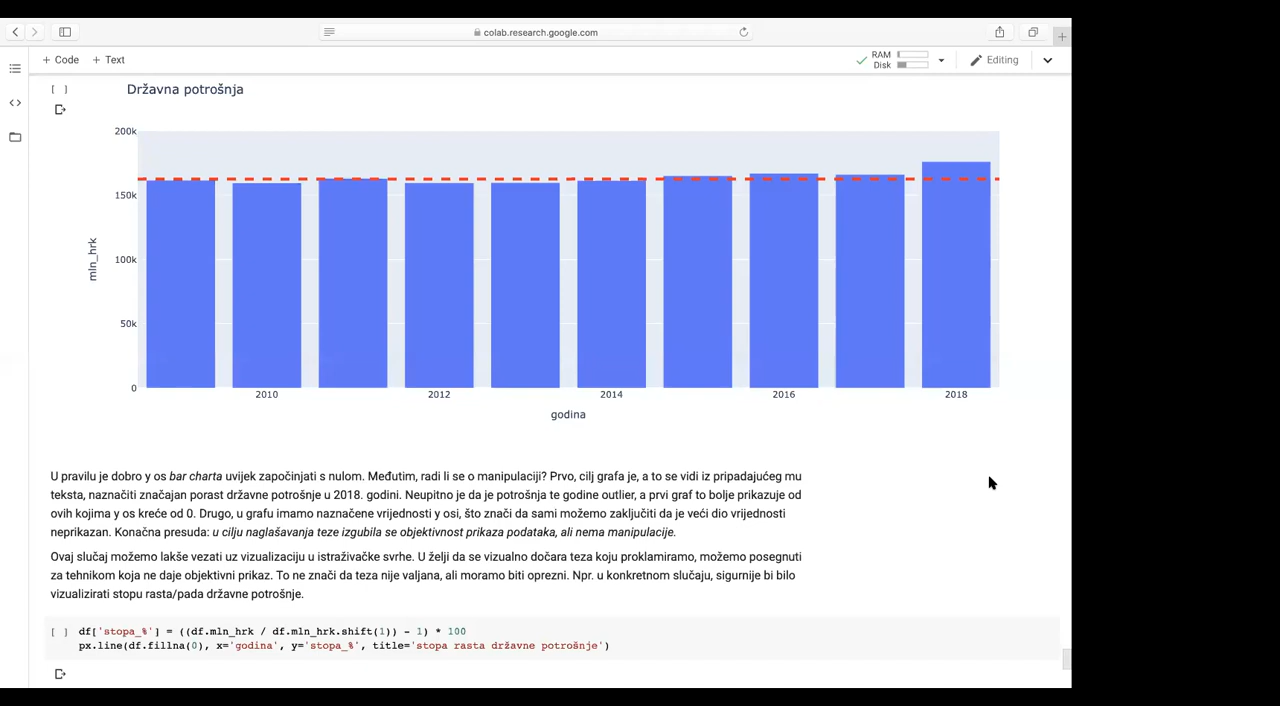 colab.research.google.com
+ Code + Text
RAM
Disk
Editing
[ ]
Državna potrošnja
200k
150k
100k
50k
0
mln_hrk
2010 2012 2014 2016 2018
godina
U pravilu je dobro y os bar charta uvijek započinjati s nulom. Međutim, radi li se o manipulaciji? Prvo, cilj grafa je, a to se vidi iz pripadajućeg mu
teksta, naznačiti značajan porast državne potrošnje u 2018. godini. Neupitno je da je potrošnja te godine outlier, a prvi graf to bolje prikazuje od
ovih kojima y os kreće od 0. Drugo, u grafu imamo naznačene vrijednosti y osi, što znači da sami možemo zaključiti da je veći dio vrijednosti
neprikazan. Konačna presuda: u cilju naglašavanja teze izgubila se objektivnost prikaza podataka, ali nema manipulacije.
Ovaj slučaj možemo lakše vezati uz vizualizaciju u istraživačke svrhe. U želji da se vizualno dočara teza koju proklamiramo, možemo posegnuti
za tehnikom koja ne daje objektivni prikaz. To ne znači da teza nije valjana, ali moramo biti oprezni. Npr. u konkretnom slučaju, sigurnije bi bilo
vizualizirati stopu rasta/pada državne potrošnje.
[ ] df['stopa_%'] = ((df.mln_hrk / df.mln_hrk.shift(1)) - 1) * 100
px.line(df.fillna(0), x='godina', y='stopa_%', title='stopa rasta državne potrošnje')